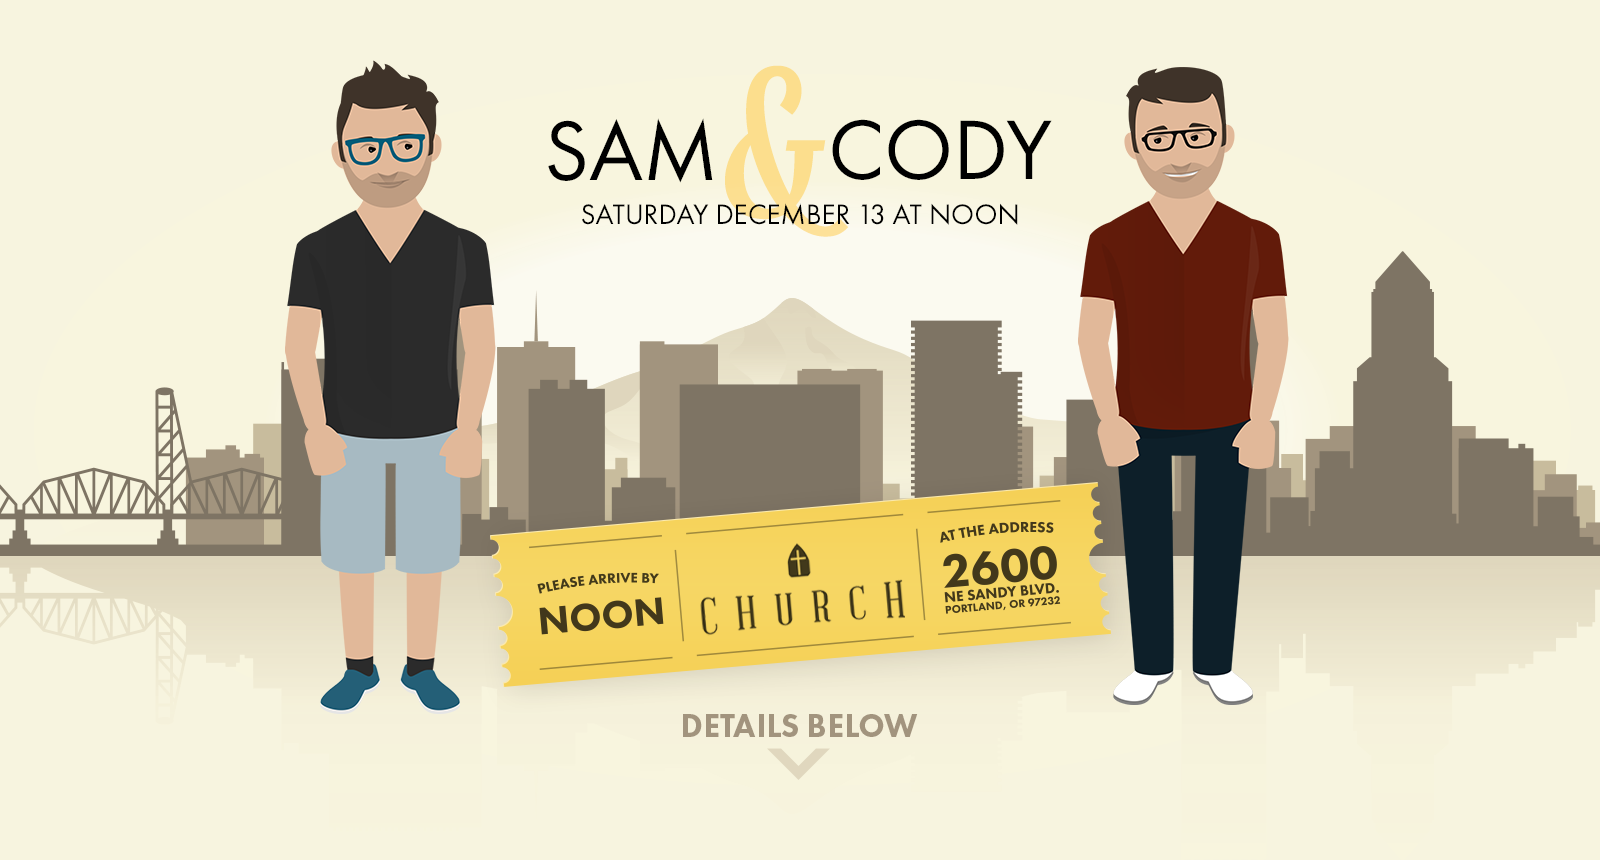 SAM & CODY
SATURDAY DECEMBER 13 AT NOON
PLEASE ARRIVE BY
NOON
CHURCH
AT THE ADDRESS
2600
NE SANDY BLVD.
PORTLAND, OR 97232
DETAILS BELOW